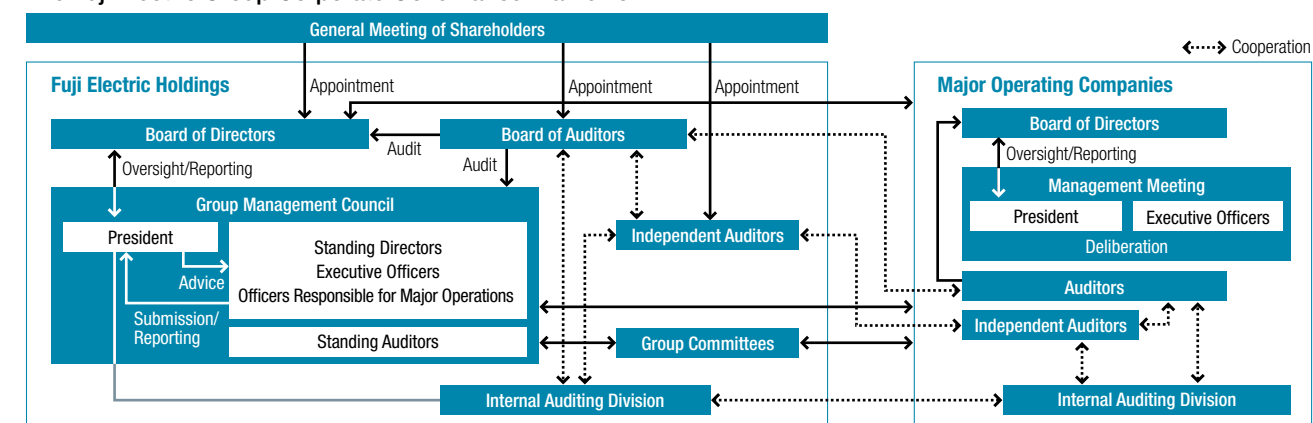 General Meeting of Shareholders
Cooperation
Fuji Electric Holdings
Appointment
Appointment
Appointment
Major Operating Companies
Board of Directors
Board of Auditors
Board of Directors
Audit
Audit
Oversight/Reporting
Oversight/Reporting
Group Management Council
Management Meeting
President
Executive Officers
Deliberation
President
Standing Directors
Executive Officers
Officers Responsible for Major Operations
Advice
Submission/
Reporting
Standing Auditors
Independent Auditors
Auditors
Independent Auditors
Group Committees
Internal Auditing Division
Internal Auditing Division